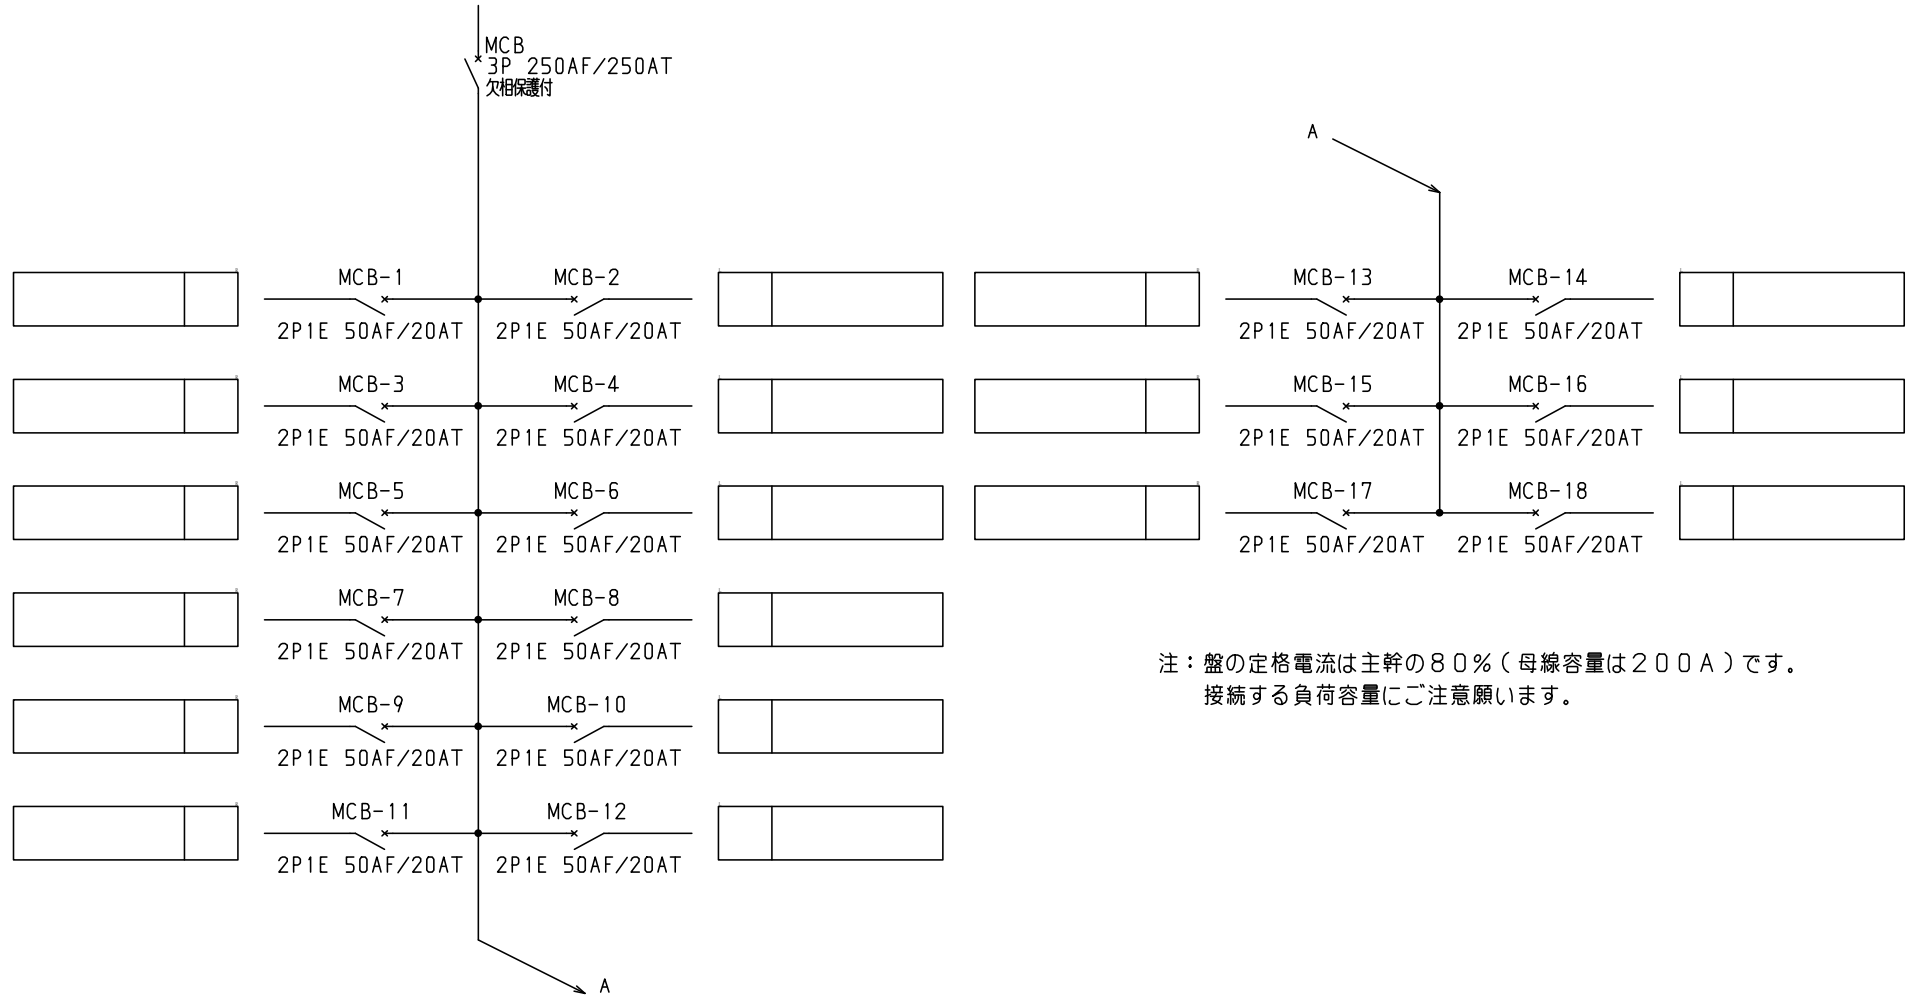 MCB
3P 250AF/250AT
欠相保護付
MCB-1 MCB-2
2P1E 50AF/20AT 2P1E 50AF/20AT
MCB-3 MCB-4
2P1E 50AF/20AT 2P1E 50AF/20AT
MCB-5 MCB-6
2P1E 50AF/20AT 2P1E 50AF/20AT
MCB-7 MCB-8
2P1E 50AF/20AT 2P1E 50AF/20AT
MCB-9 MCB-10
2P1E 50AF/20AT 2P1E 50AF/20AT
MCB-11 MCB-12
2P1E 50AF/20AT 2P1E 50AF/20AT
A
A
MCB-13 MCB-14
2P1E 50AF/20AT 2P1E 50AF/20AT
MCB-15 MCB-16
2P1E 50AF/20AT 2P1E 50AF/20AT
MCB-17 MCB-18
2P1E 50AF/20AT 2P1E 50AF/20AT
注：盤の定格電流は主幹の８０％（母線容量は２００Ａ）です。
接続する負荷容量にご注意願います。